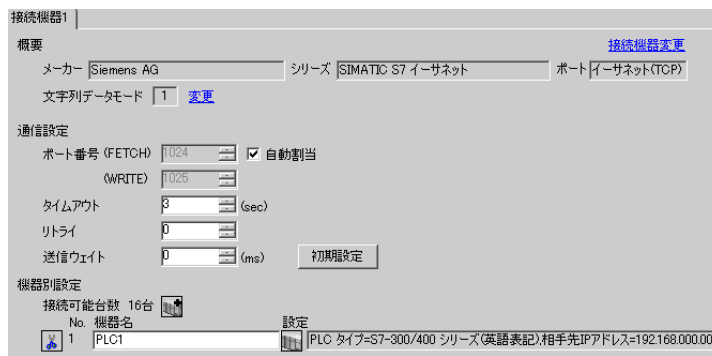 接続機器1
概要
接続機器変更
メーカー Siemens AG シリーズ SIMATIC S7 イーサネット ポート イーサネット(TCP)
文字列データモード 1 変更
通信設定
ポート番号 (FETCH) 1024 自動割当
(WRITE) 1025
タイムアウト 3 (sec)
リトライ 0
送信ウェイト 0 (ms) 初期設定
機器別設定
接続可能台数 16台
No. 機器名 設定
1 PLC1 PLC タイプ=S7-300/400 シリーズ(英語表記),相手先IPアドレス=192.168.000.00